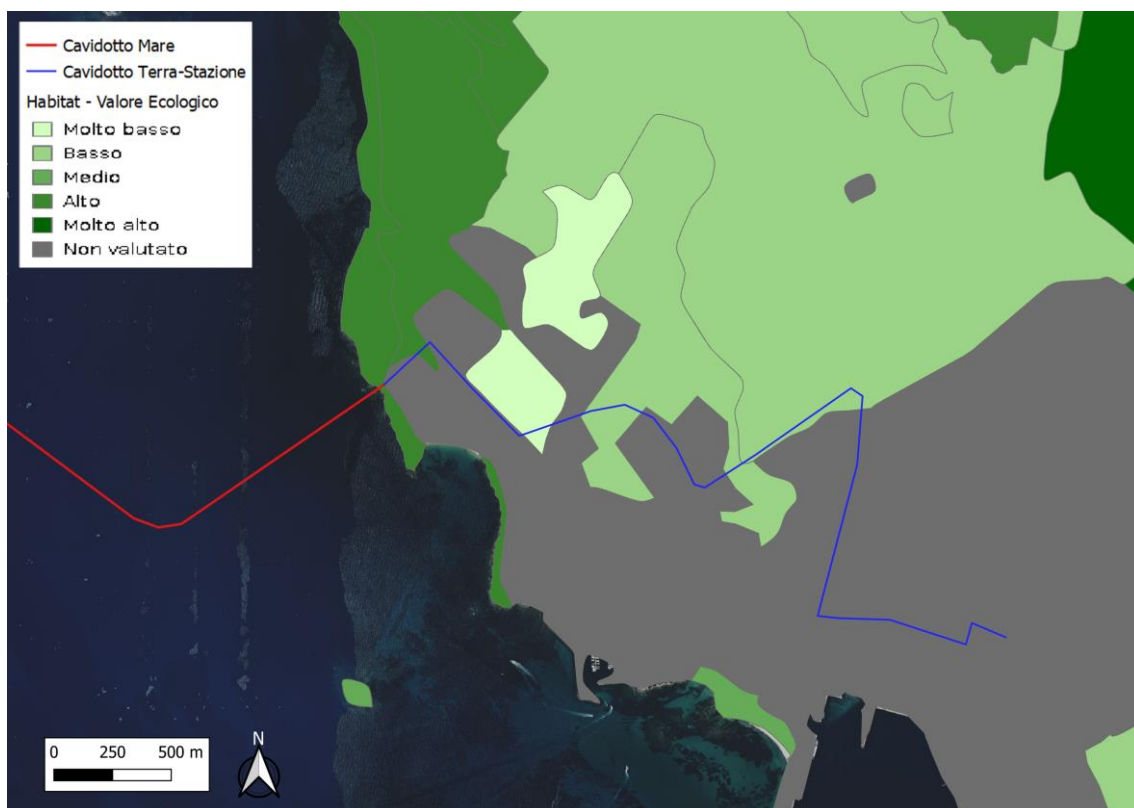 Cavidotto Mare
Cavidotto Terra-Stazione
Habitat - Valore Ecologico
Molto basso
Basso
Medio
Alto
Molto alto
Non valutato
N
0 250 500 m